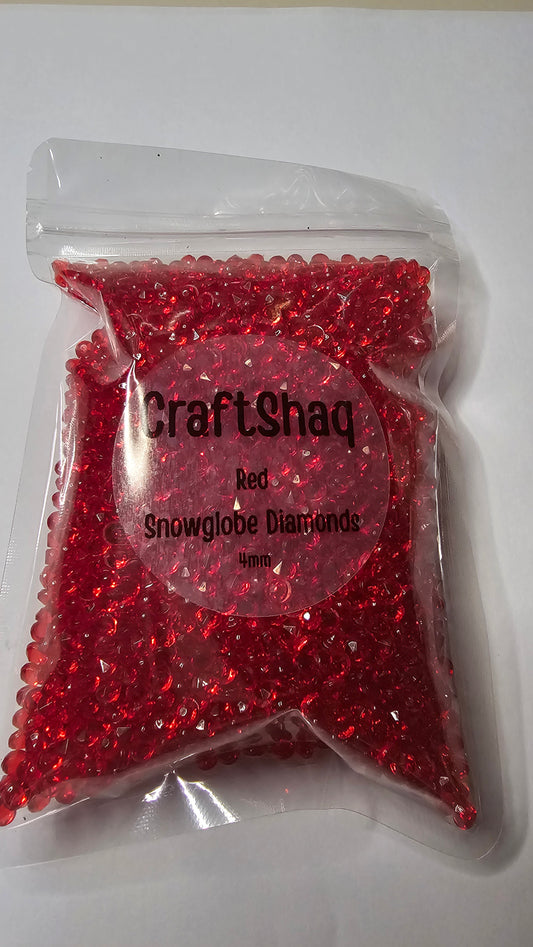 CraftShaq
Red
Snowglobe Diamonds
4mm